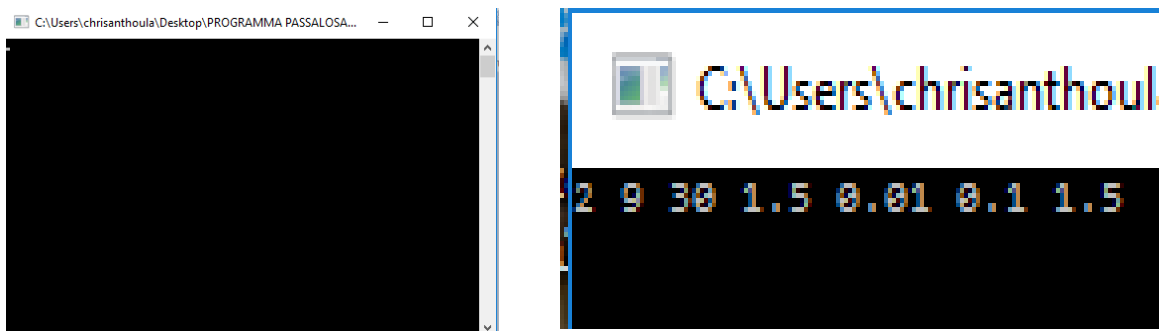 C:\Users\chrisanthoula\Desktop\PROGRAMMA PASSALOSA...
C:\Users\chrisanthoul
2 9 30 1.5 0.01 0.1 1.5